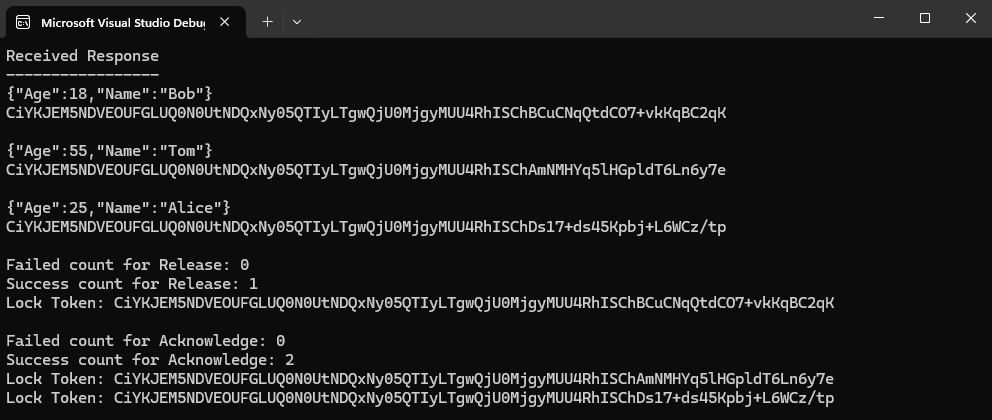 Microsoft Visual Studio Debug
Received Response
-----------------
{"Age":18,"Name":"Bob"}
CiYKJEM5NDVEOUFGLUQ0N0UtNDQxNy05QTIyLTgwQjU0MjgyMUU4RhISChBCuCNqQtdCO7+vkKqBC2qK
{"Age":55,"Name":"Tom"}
CiYKJEM5NDVEOUFGLUQ0N0UtNDQxNy05QTIyLTgwQjU0MjgyMUU4RhISChAmNMHYq5lHGpldT6Ln6y7e
{"Age":25,"Name":"Alice"}
CiYKJEM5NDVEOUFGLUQ0N0UtNDQxNy05QTIyLTgwQjU0MjgyMUU4RhISChDs17+ds45Kpbj+L6WCz/tp
Failed count for Release: 0
Success count for Release: 1
Lock Token: CiYKJEM5NDVEOUFGLUQ0N0UtNDQxNy05QTIyLTgwQjU0MjgyMUU4RhISChBCuCNqQtdCO7+vkKqBC2qK
Failed count for Acknowledge: 0
Success count for Acknowledge: 2
Lock Token: CiYKJEM5NDVEOUFGLUQ0N0UtNDQxNy05QTIyLTgwQjU0MjgyMUU4RhISChAmNMHYq5lHGpldT6Ln6y7e
Lock Token: CiYKJEM5NDVEOUFGLUQ0N0UtNDQxNy05QTIyLTgwQjU0MjgyMUU4RhISChDs17+ds45Kpbj+L6WCz/tp